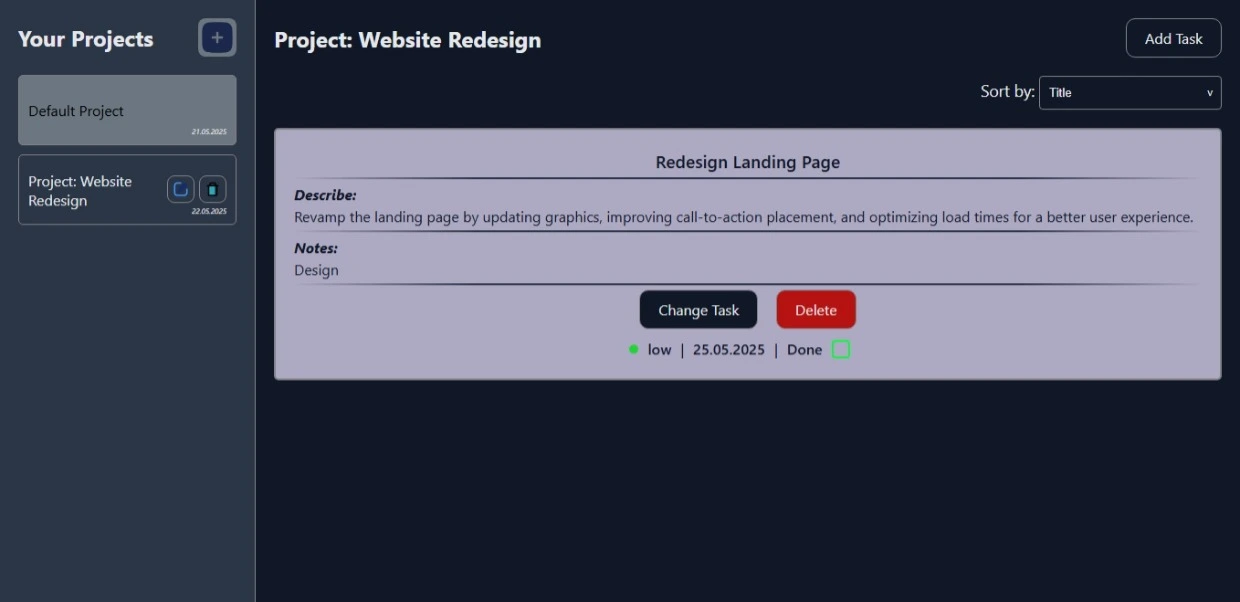 Your Projects
+
Default Project
21.05.2025
Project: Website
Redesign
22.05.2025
Project: Website Redesign
Add Task
Sort by: Title v
Redesign Landing Page
Describe:
Revamp the landing page by updating graphics, improving call-to-action placement, and optimizing load times for a better user experience.
Notes:
Design
Change Task Delete
low | 25.05.2025 | Done